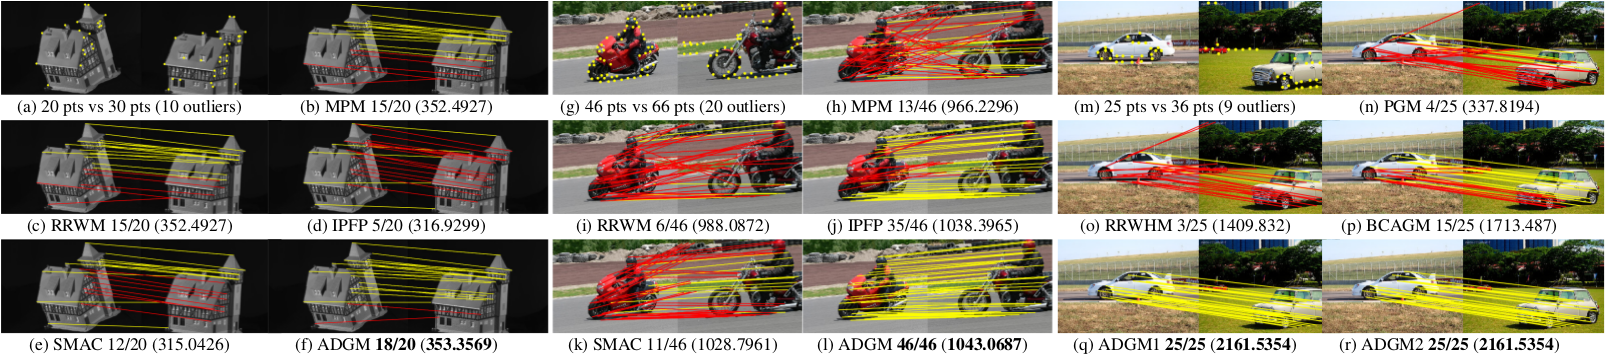 (a) 20 pts vs 30 pts (10 outliers)
(b) MPM 15/20 (352.4927)
(g) 46 pts vs 66 pts (20 outliers)
(h) MPM 13/46 (966.2296)
(m) 25 pts vs 36 pts (9 outliers)
(n) PGM 4/25 (337.8194)
(c) RRWM 15/20 (352.4927)
(d) IPFP 5/20 (316.9299)
(i) RRWM 6/46 (988.0872)
(j) IPFP 35/46 (1038.3965)
(o) RRWHM 3/25 (1409.832)
(p) BCAGM 15/25 (1713.487)
(e) SMAC 12/20 (315.0426)
(f) ADGM 18/20 (353.3569)
(k) SMAC 11/46 (1028.7961)
(l) ADGM 46/46 (1043.0687)
(q) ADGM1 25/25 (2161.5354)
(r) ADGM2 25/25 (2161.5354)